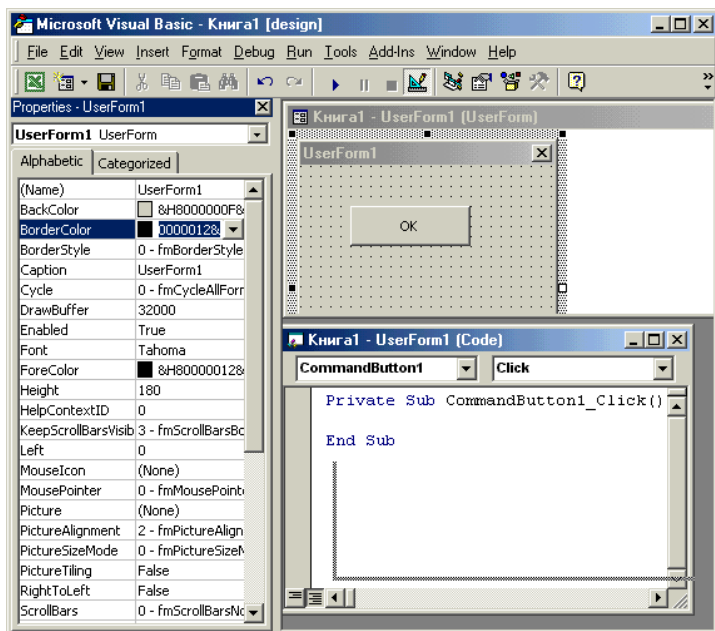 Microsoft Visual Basic - Книга1 [design]
File Edit View Insert Format Debug Run Tools Add-Ins Window Help
Properties - UserForm1
UserForm1 UserForm
Alphabetic Categorized
(Name) UserForm1
BackColor &H8000000F&
BorderColor 0000012&
BorderStyle 0 - fmBorderStyle
Caption UserForm1
Cycle 0 - fmCycleAllForr
DrawBuffer 32000
Enabled True
Font Tahoma
ForeColor &H80000012&
Height 180
HelpContextID 0
KeepScrollBarsVisib 3 - fmScrollBarsBo
Left 0
MouseIcon (None)
MousePointer 0 - fmMousePointe
Picture (None)
PictureAlignment 2 - fmPictureAlign
PictureSizeMode 0 - fmPictureSizeM
PictureTiling False
RightToLeft False
ScrollBars 0 - fmScrollBarsNo
Книга1 - UserForm1 (UserForm)
UserForm1
OK
Книга1 - UserForm1 (Code)
CommandButton1 Click
Private Sub CommandButton1_Click()
End Sub